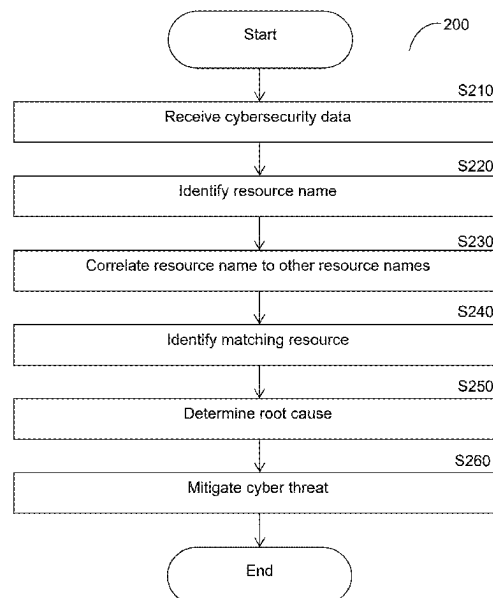 Start
200
S210
Receive cybersecurity data
S220
Identify resource name
S230
Correlate resource name to other resource names
S240
Identify matching resource
S250
Determine root cause
S260
Mitigate cyber threat
End